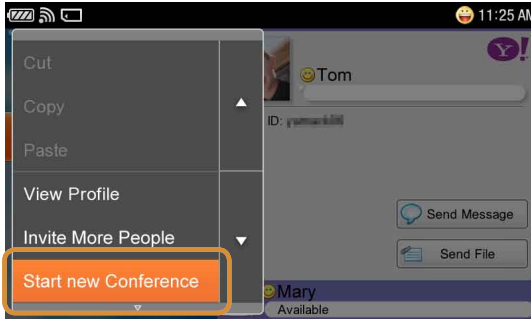 11:25 AM
Cut
Copy
Paste
View Profile
Invite More People
Start new Conference
Y!
Tom
ID:
Send Message
Send File
Mary
Available